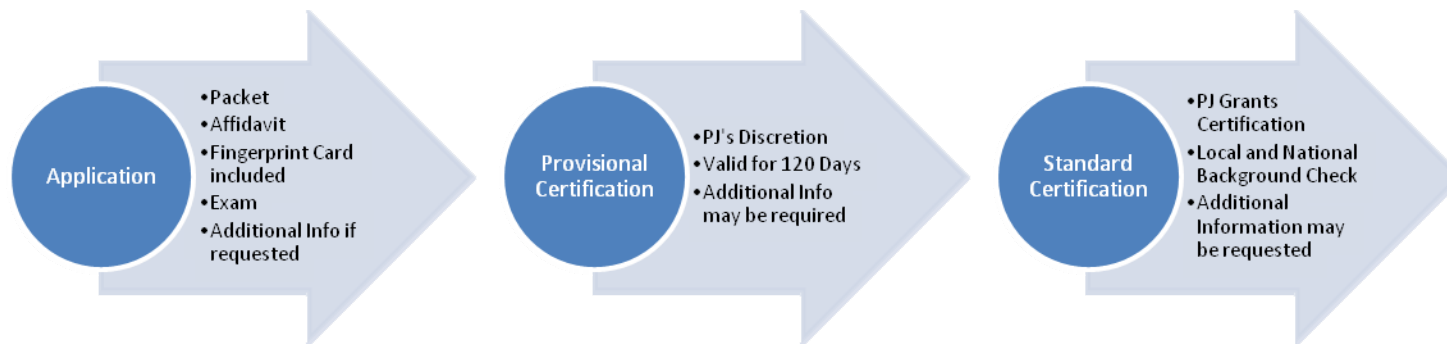 Application
•Packet
•Affidavit
•Fingerprint Card
included
•Exam
•Additional Info if
requested
Provisional
Certification
•PJ's Discretion
•Valid for 120 Days
•Additional Info
may be required
Standard
Certification
•PJ Grants
Certification
•Local and National
Background Check
•Additional
Information may
be requested